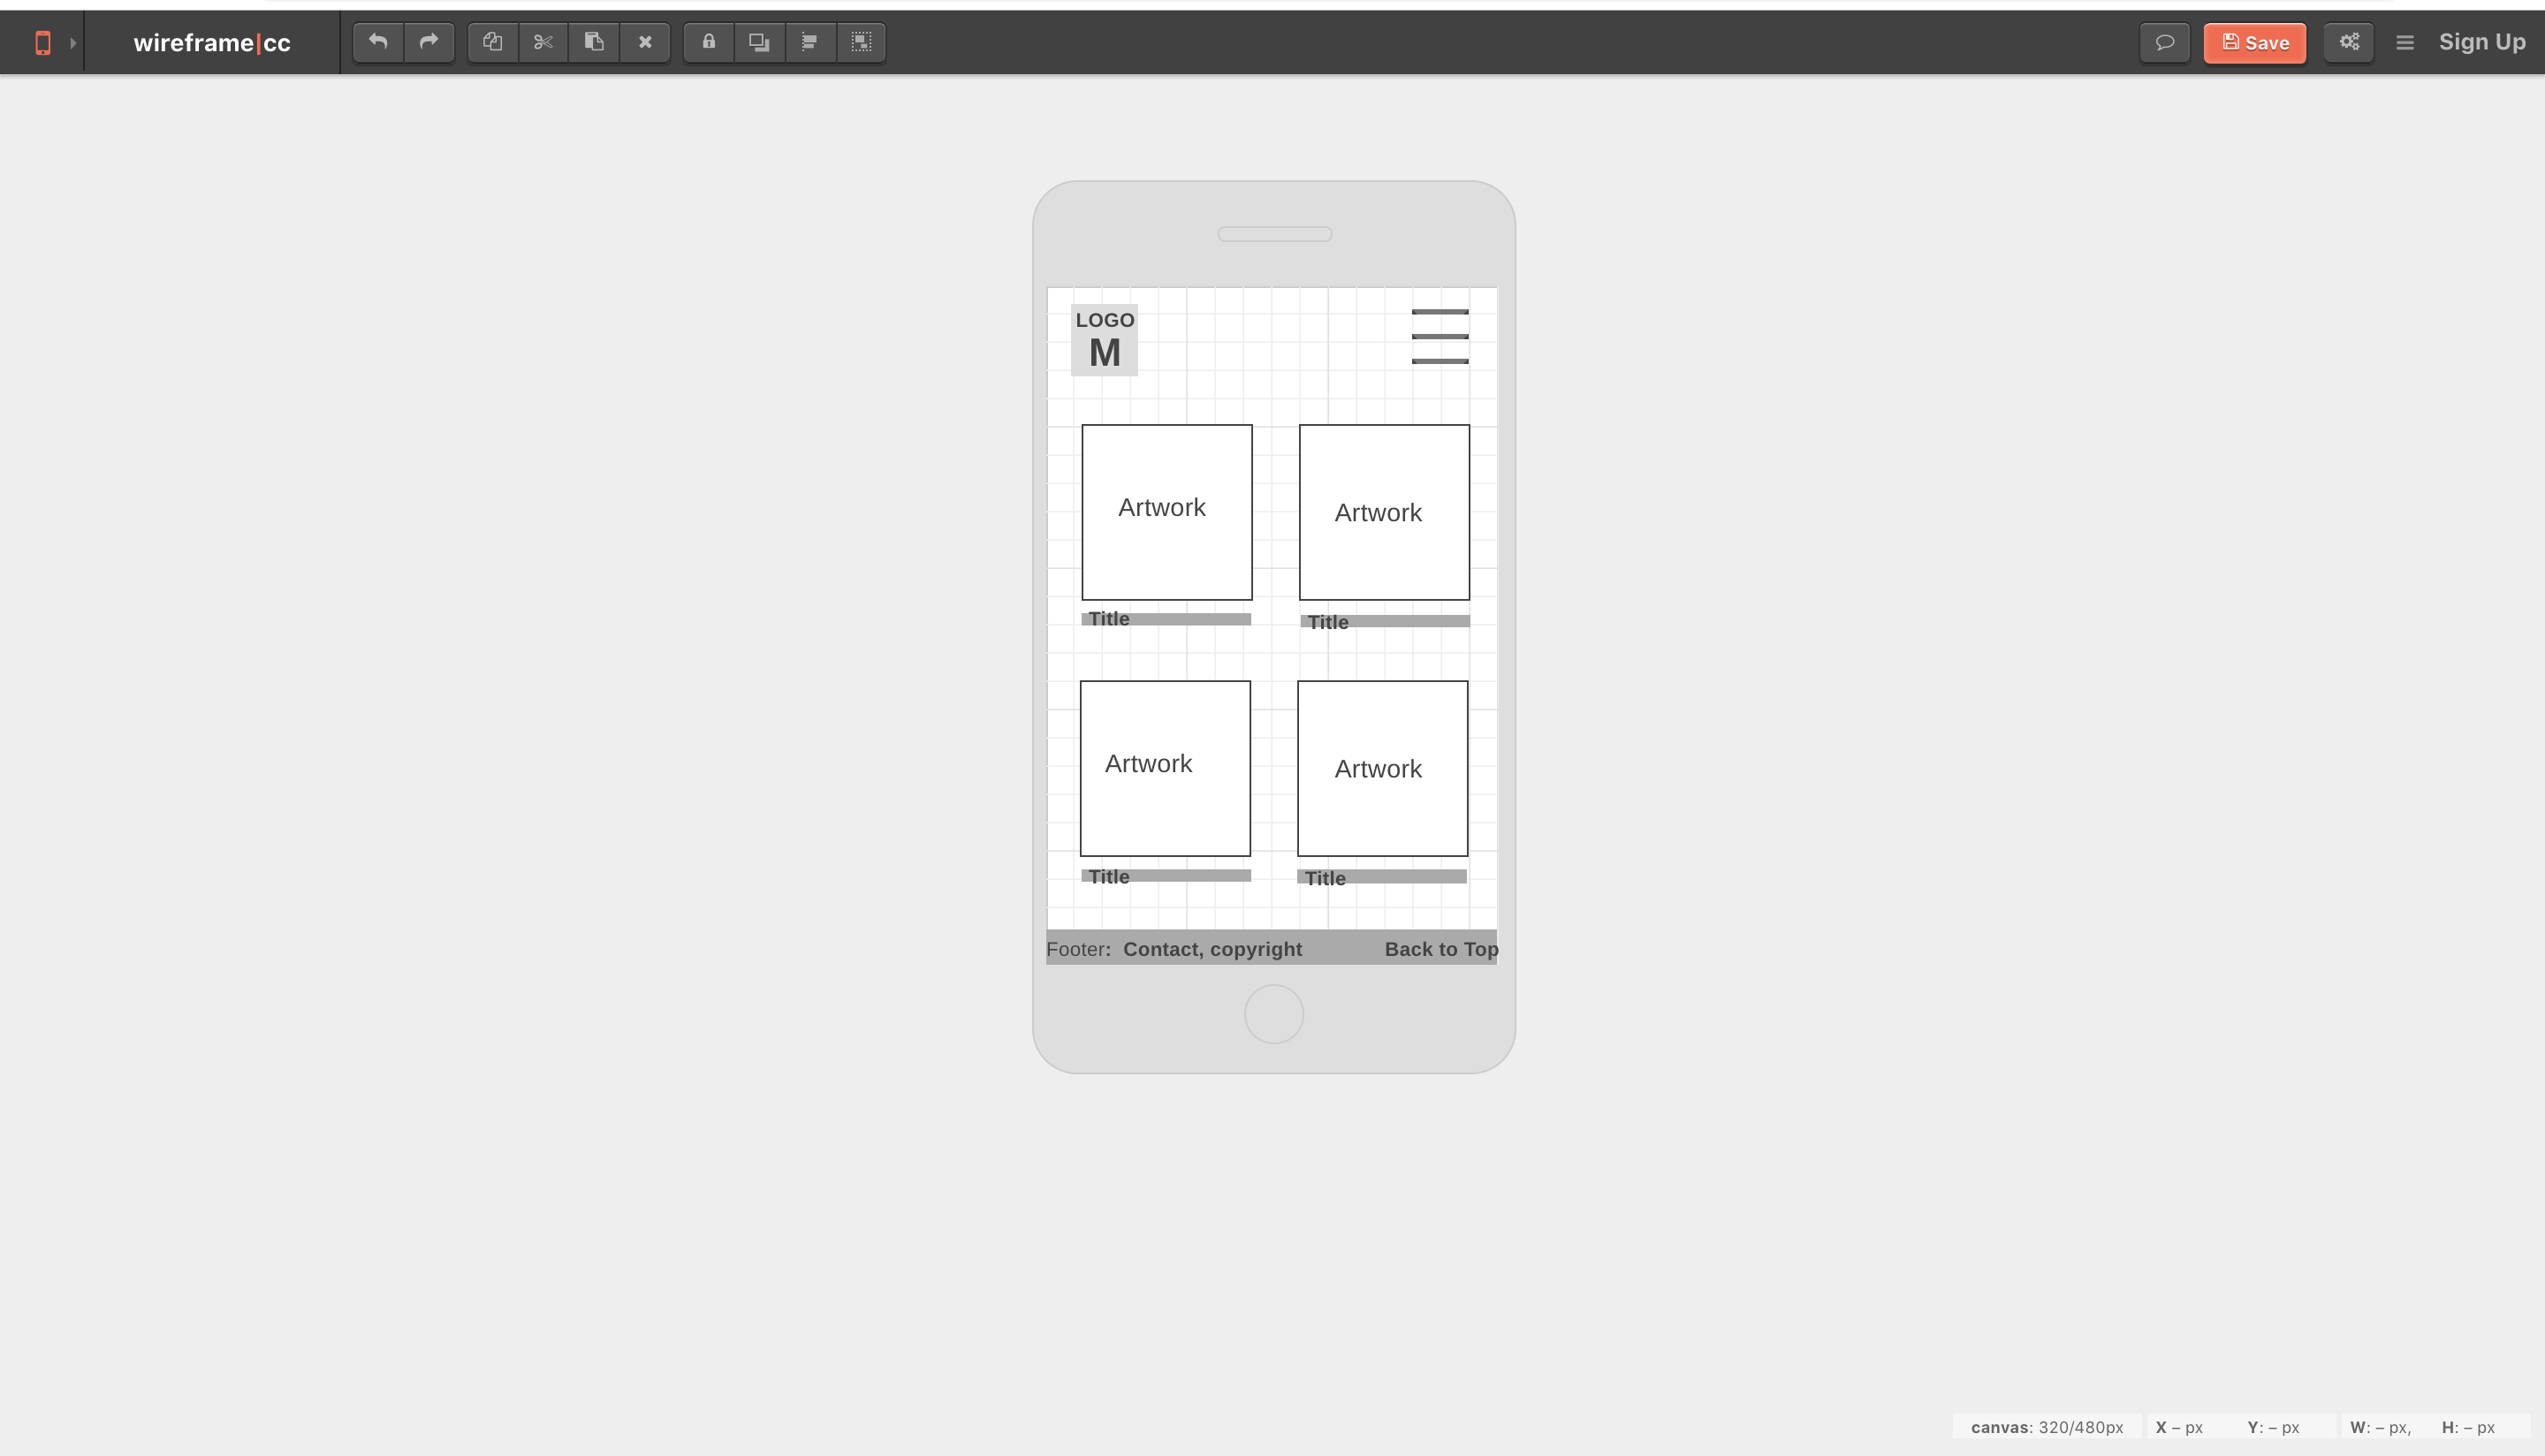 wireframe|cc
Save
Sign Up
LOGO
M
Artwork
Artwork
Title
Title
Artwork
Artwork
Title
Title
Footer: Contact, copyright Back to Top
canvas: 320/480px X – px Y: – px W: – px, H: – px